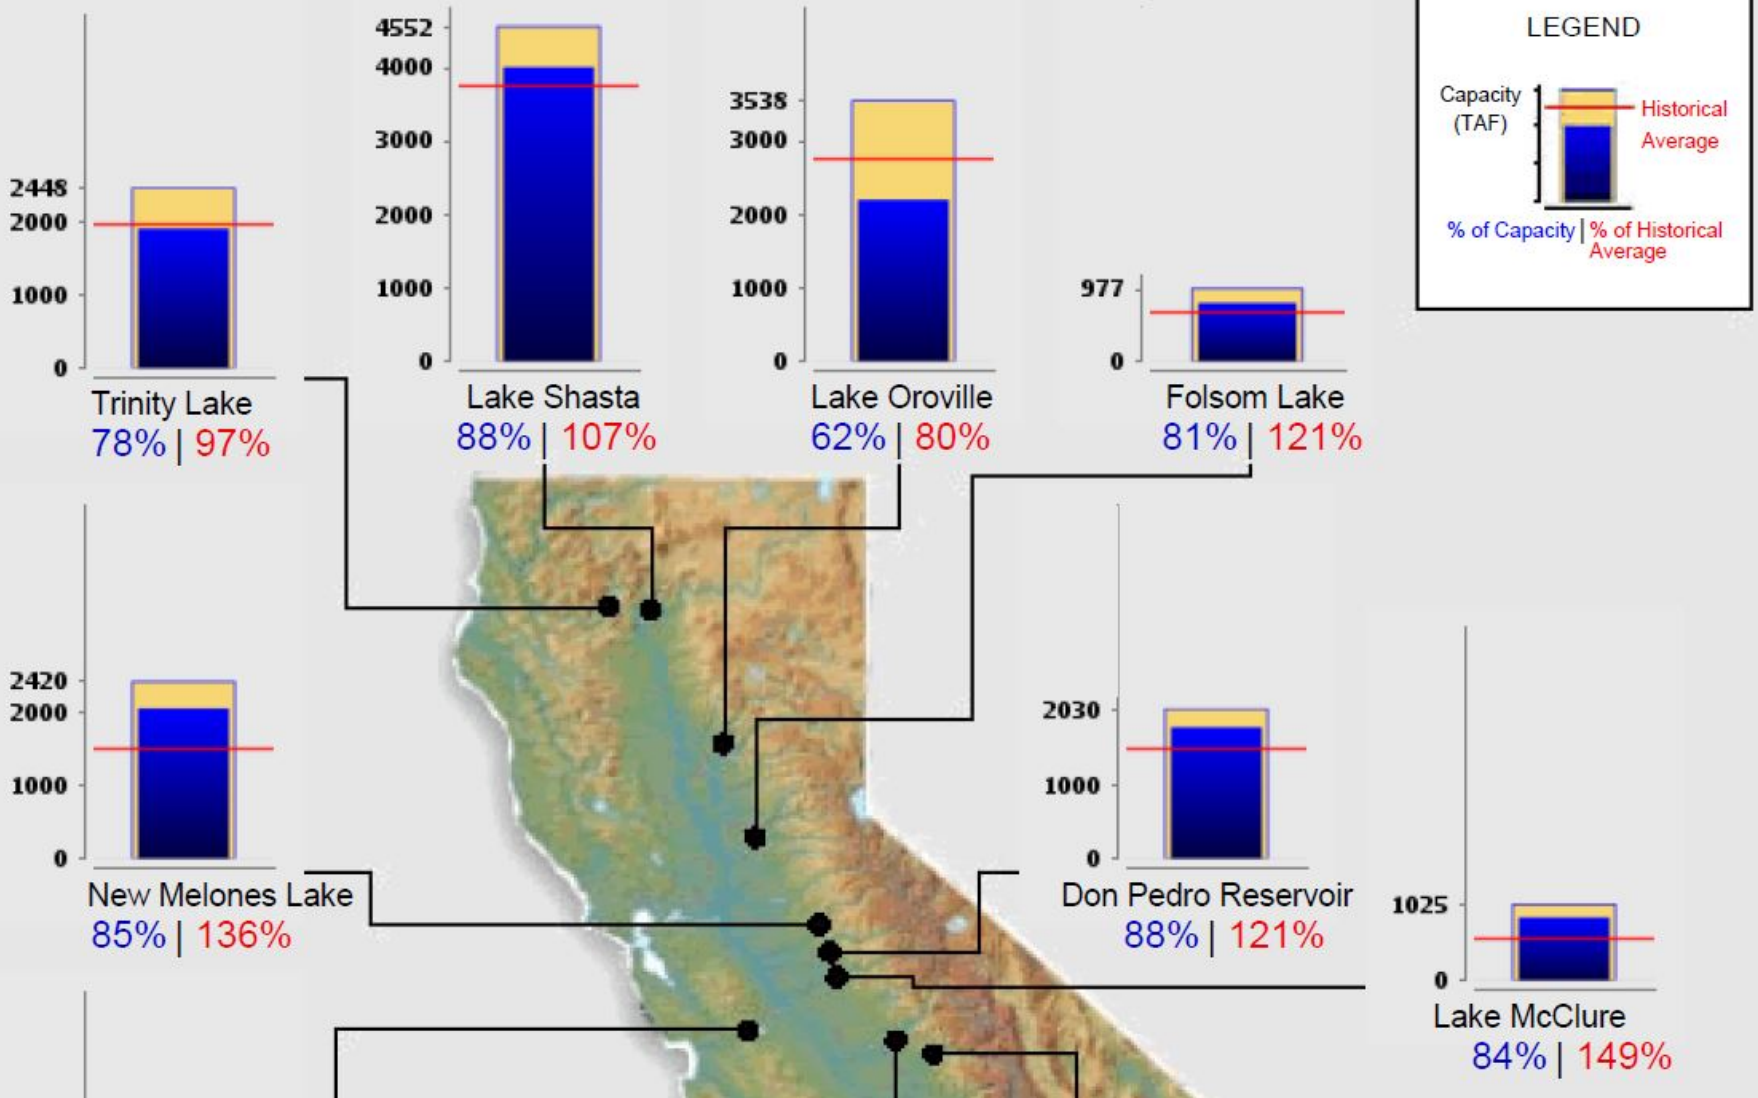 4552
4000
3000
2000
1000
0
Lake Shasta
88% | 107%
3538
3000
2000
1000
0
Lake Oroville
62% | 80%
LEGEND
Capacity
(TAF)
Historical
Average
% of Capacity | % of Historical
Average
2448
2000
1000
0
Trinity Lake
78% | 97%
977
0
Folsom Lake
81% | 121%
2420
2000
1000
0
New Melones Lake
85% | 136%
2030
1000
0
Don Pedro Reservoir
88% | 121%
1025
0
Lake McClure
84% | 149%